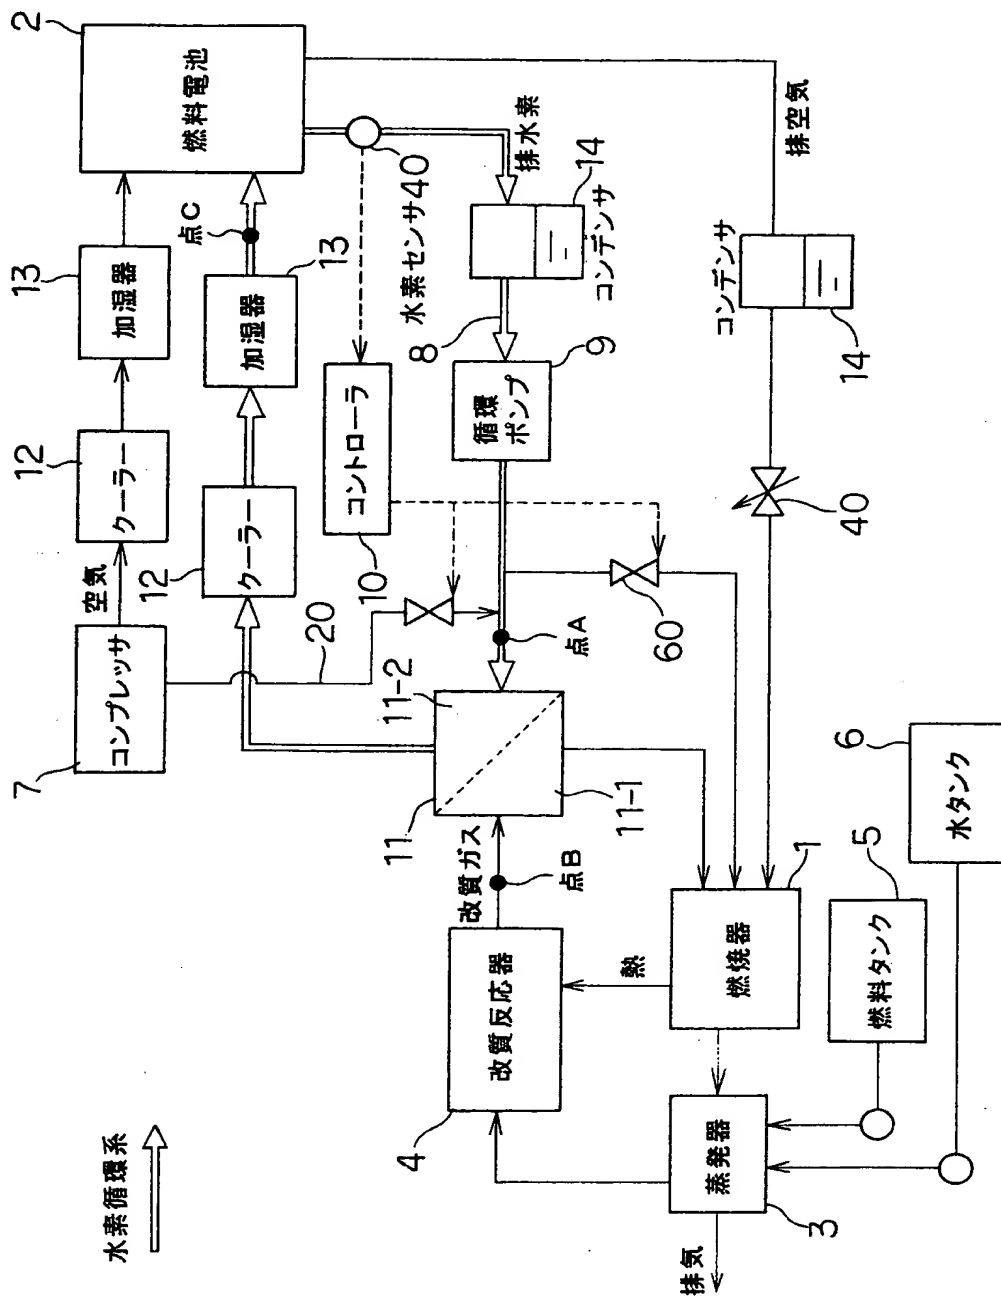 7
12
13
2
水素循環系
コンプレッサ
空気
クーラー
加湿器
燃料電池
12
点C
クーラー
加湿器
20
13
コントローラ
10
水素センサ40
40
4
11
11-2
8
改質ガス
改質反応器
循環
ポンプ
排水素
14
点B
点A
9
コンデンサ
熱
11-1
60
排気
蒸発器
燃焼器
コンデンサ
排空気
3
1
40
14
5
6
燃料タンク
水タンク